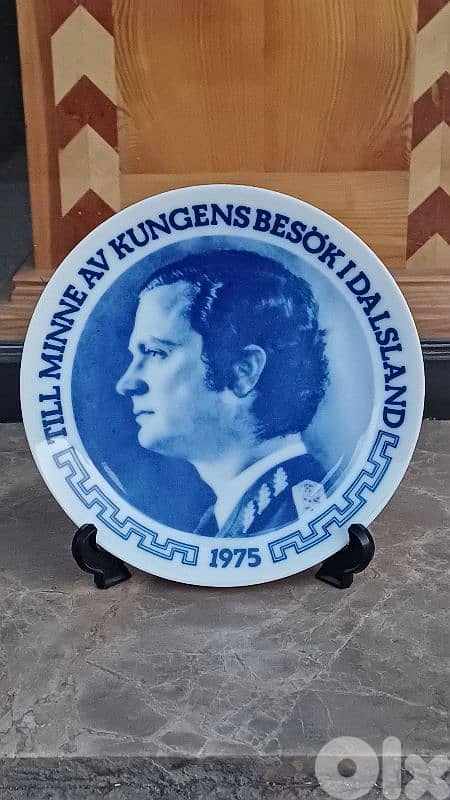 TILL MINNE AV KUNGENS BESÖK I DALSLAND
1975
OLX